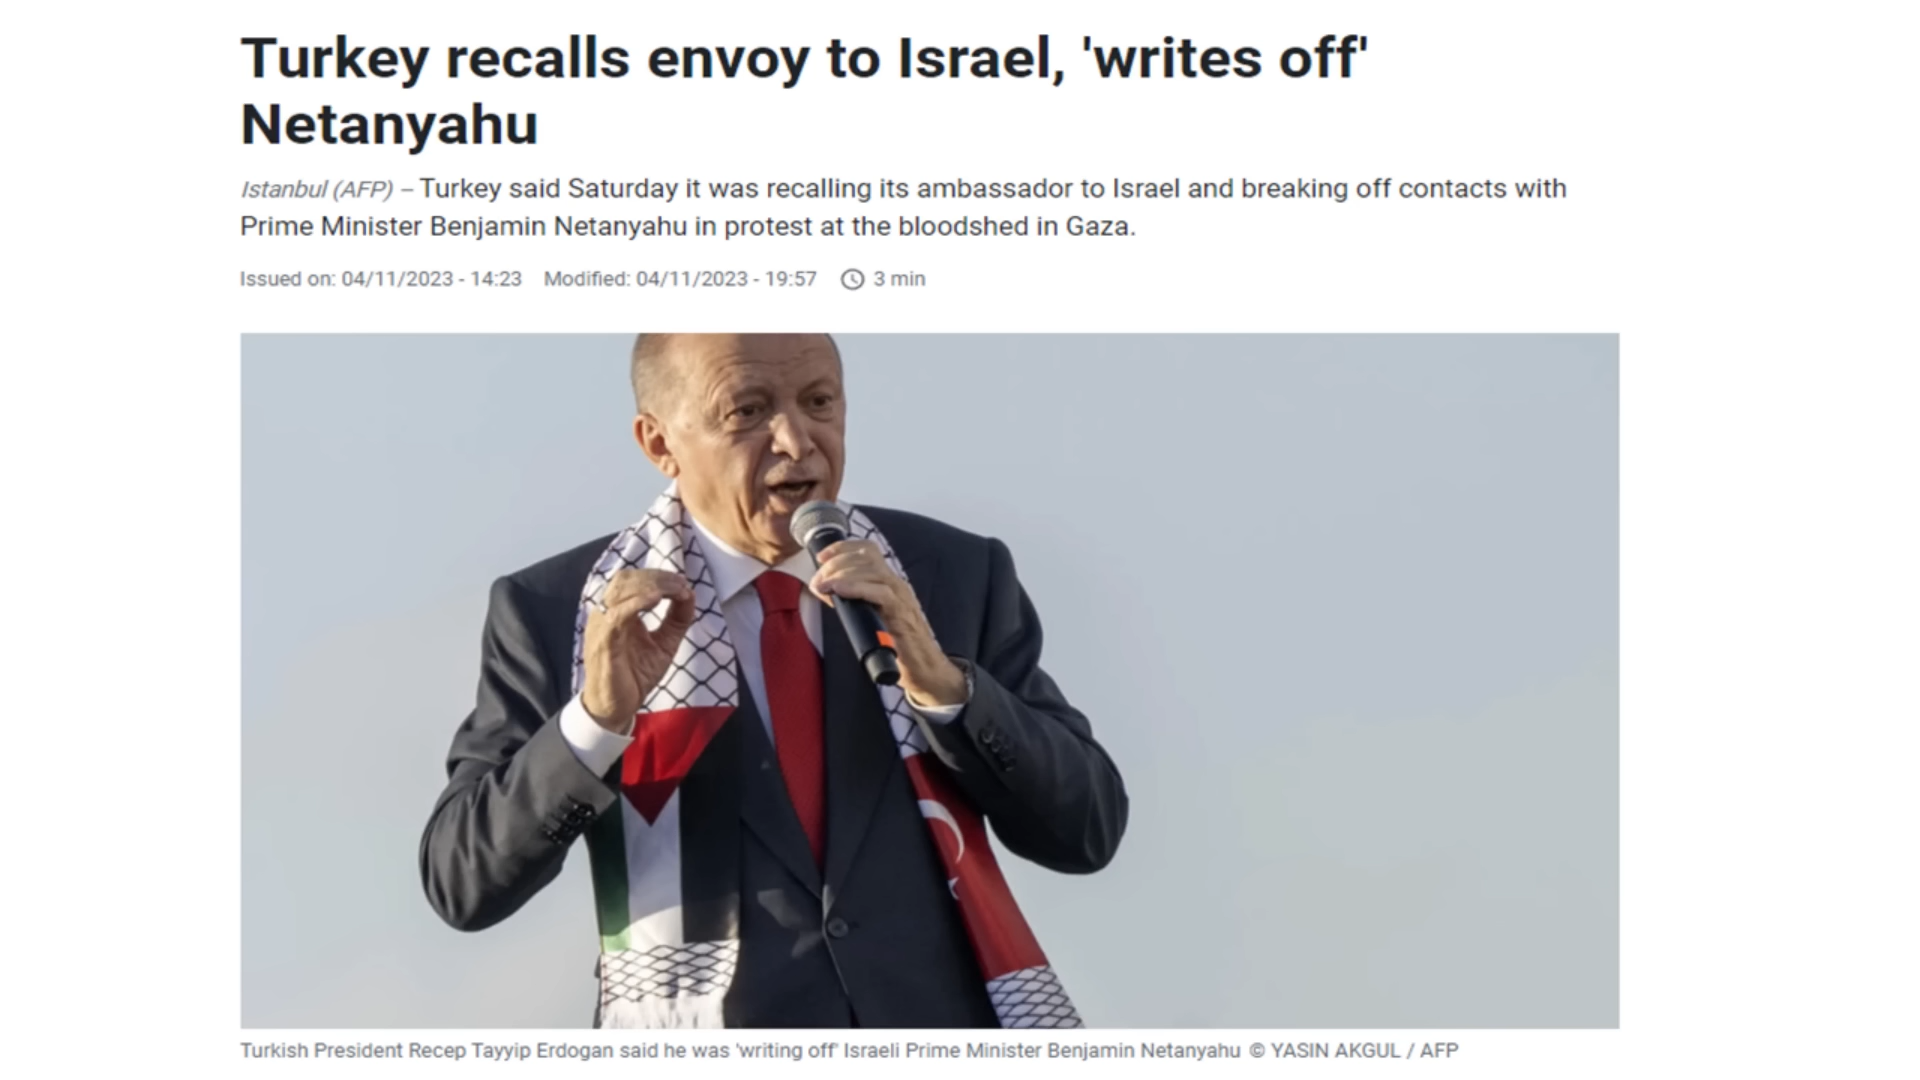 Turkey recalls envoy to Israel, 'writes off'
Netanyahu
Istanbul (AFP) – Turkey said Saturday it was recalling its ambassador to Israel and breaking off contacts with
Prime Minister Benjamin Netanyahu in protest at the bloodshed in Gaza.
Issued on: 04/11/2023 - 14:23 Modified: 04/11/2023 - 19:57 3 min
Turkish President Recep Tayyip Erdogan said he was 'writing off' Israeli Prime Minister Benjamin Netanyahu © YASIN AKGUL / AFP